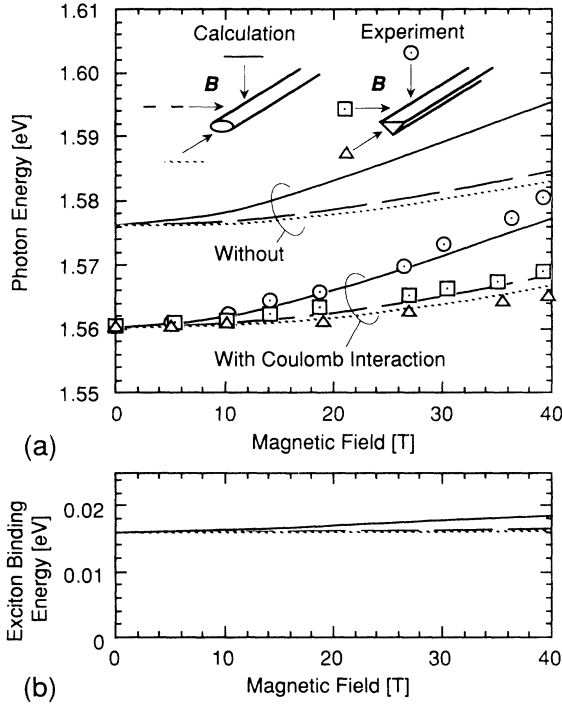 1.61
1.60
1.59
1.58
1.57
1.56
1.55
Photon Energy [eV]
Calculation
Experiment
B
B
Without
With Coulomb Interaction
0
10
20
30
40
(a)
Magnetic Field [T]
0.02
0.01
0
Exciton Binding
Energy [eV]
0
10
20
30
40
(b)
Magnetic Field [T]